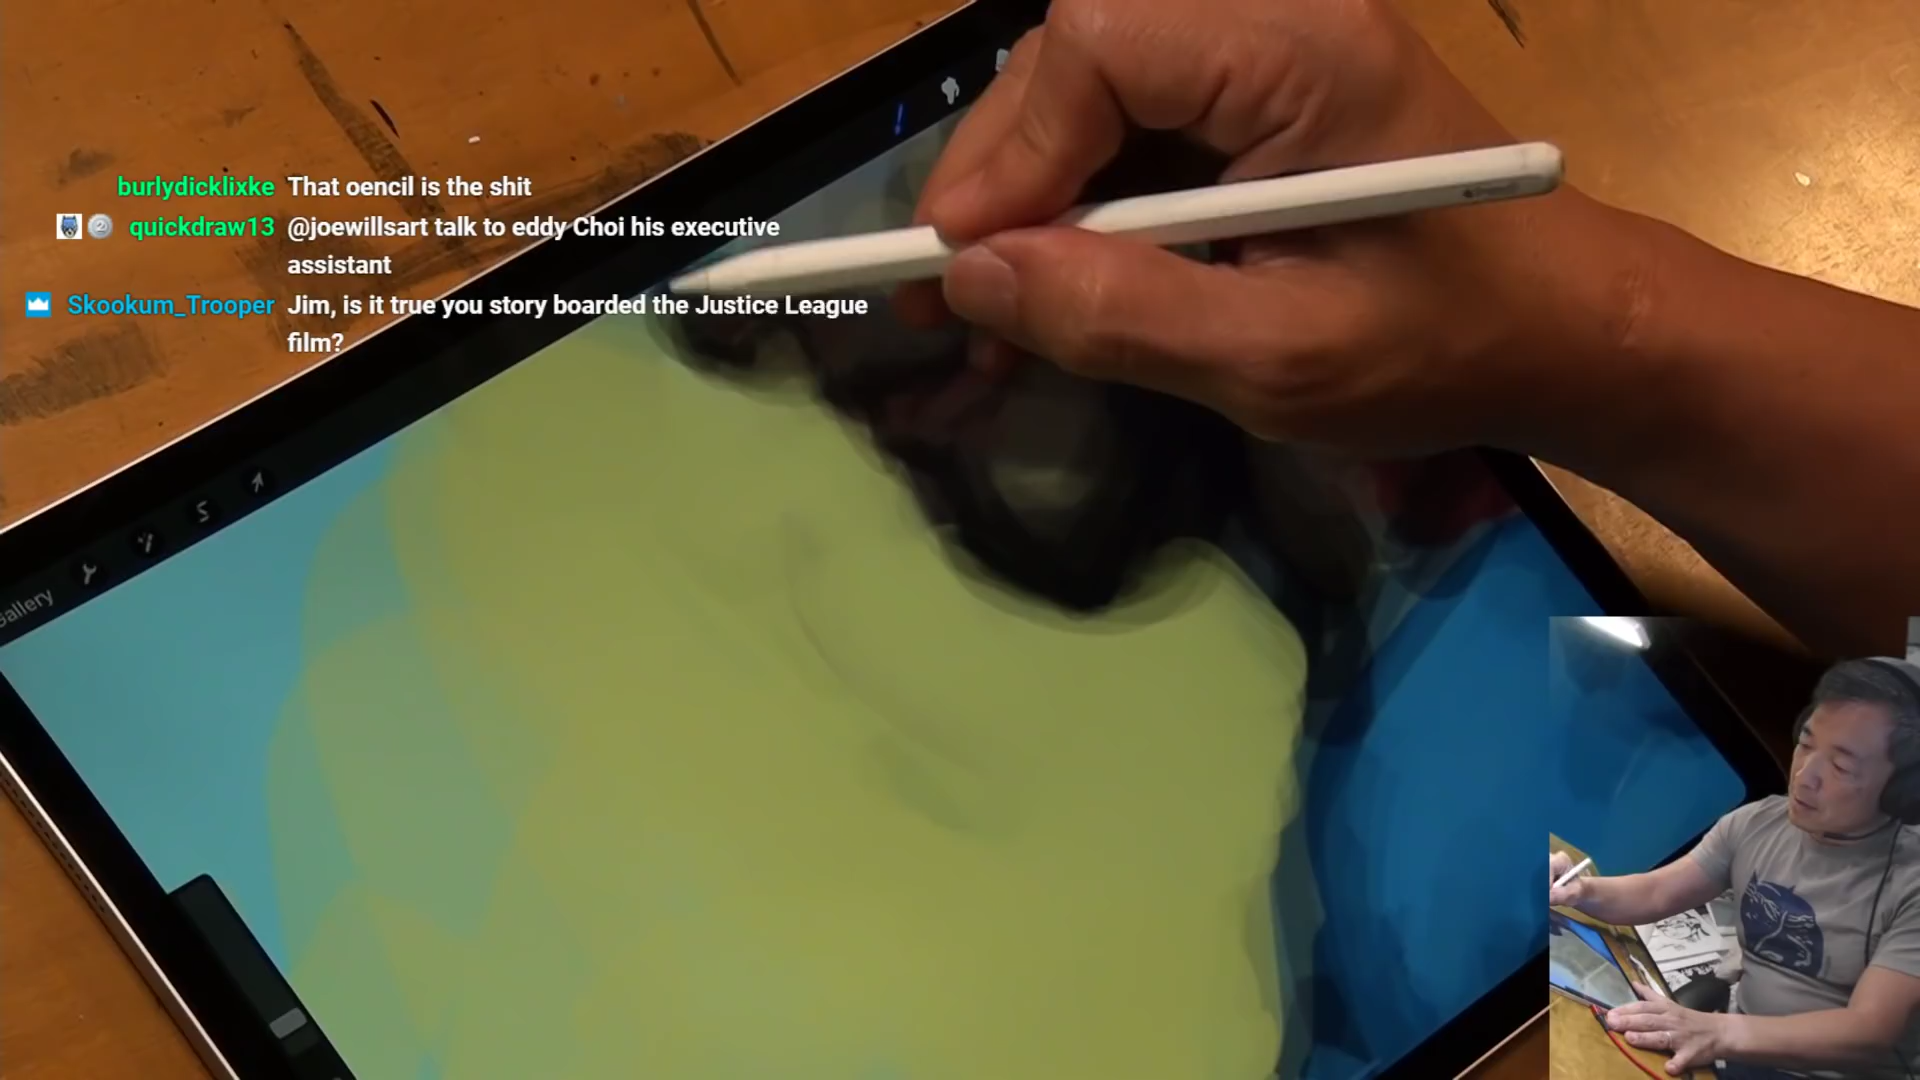 burlydicklixke That oencil is the shit
quickdraw13 @joewillsart talk to eddy Choi his executive
assistant
Skookum_Trooper Jim, is it true you story boarded the Justice League
film?
Gallery